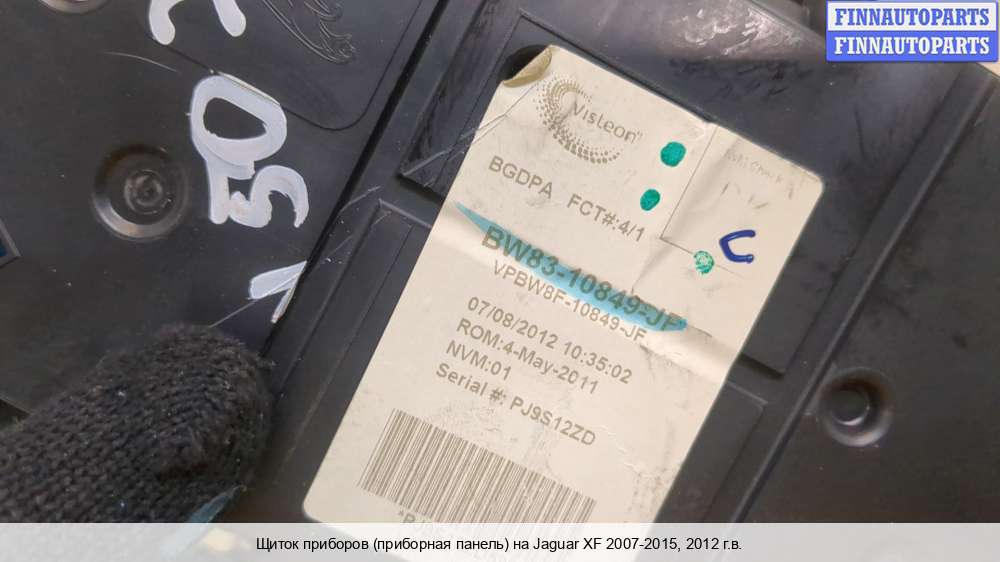 FINNAUTOPARTS
FINNAUTOPARTS
Visteon
BGDPA FCT#:4/1
BW83-10849-JF
VPBW8F-10849-JF
07/08/2012 10:35:02
ROM:4-May-2011
NVM:01
Serial #: PJ9S12ZD
C
Щиток приборов (приборная панель) на Jaguar XF 2007-2015, 2012 г.в.